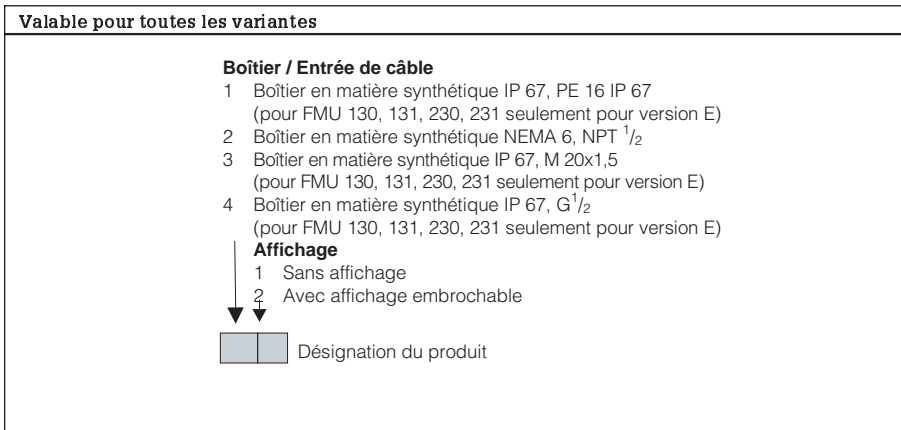 Valable pour toutes les variantes
Boîtier / Entrée de câble
1 Boîtier en matière synthétique IP 67, PE 16 IP 67
(pour FMU 130, 131, 230, 231 seulement pour version E)
2 Boîtier en matière synthétique NEMA 6, NPT 1/2
3 Boîtier en matière synthétique IP 67, M 20x1,5
(pour FMU 130, 131, 230, 231 seulement pour version E)
4 Boîtier en matière synthétique IP 67, G1/2
(pour FMU 130, 131, 230, 231 seulement pour version E)
Affichage
1 Sans affichage
2 Avec affichage embrochable
Désignation du produit